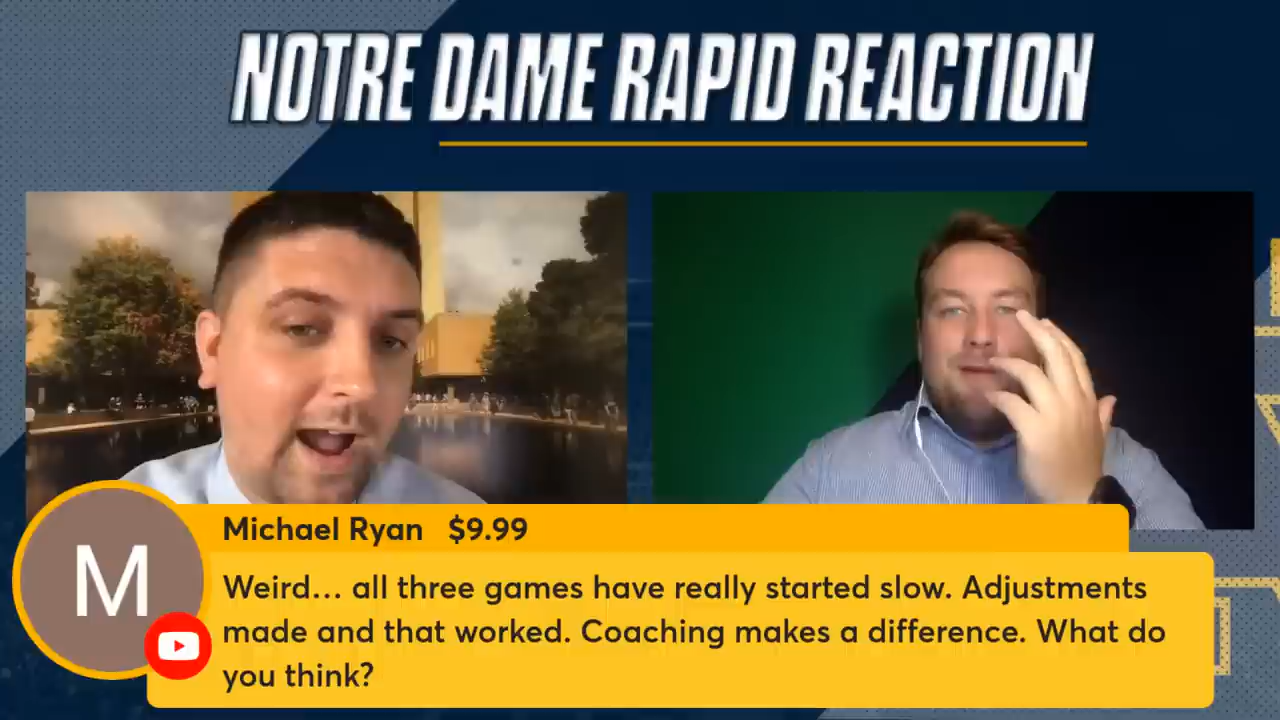 NOTRE DAME RAPID REACTION
Michael Ryan $9.99
M
Weird... all three games have really started slow. Adjustments
made and that worked. Coaching makes a difference. What do
you think?